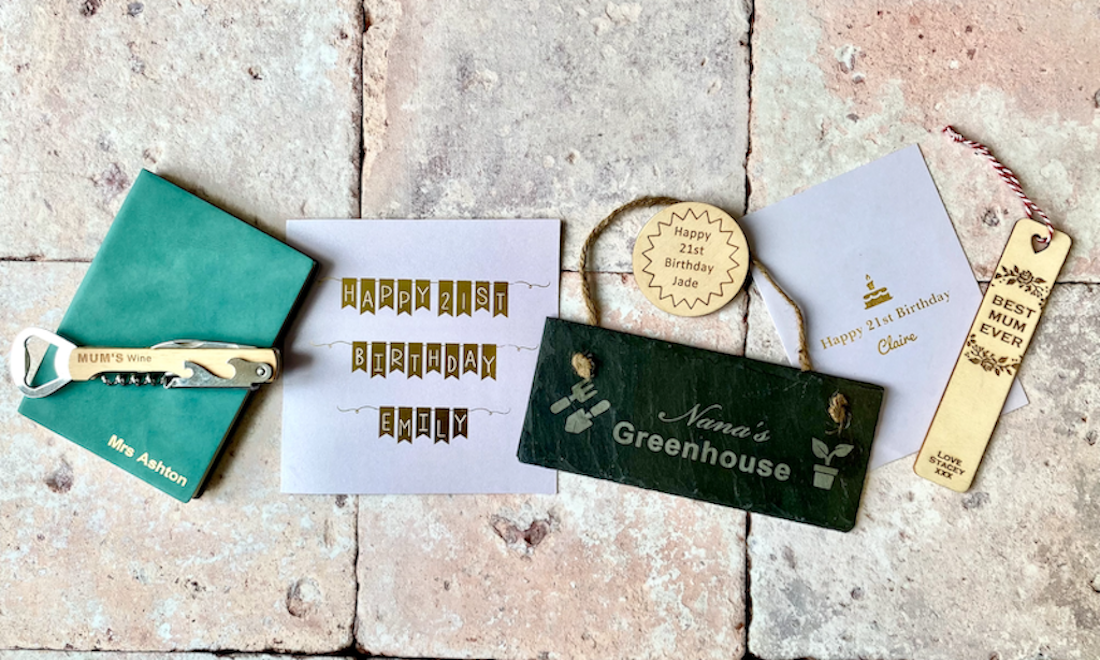 MUM'S Wine
Mrs Ashton
HAPPY 21ST
BIRTHDAY
EMILY
Happy
21st
Birthday
Jade
Nana's
Greenhouse
Happy 21st Birthday
Claire
BEST
MUM
EVER
LOVE
STACEY
XXX